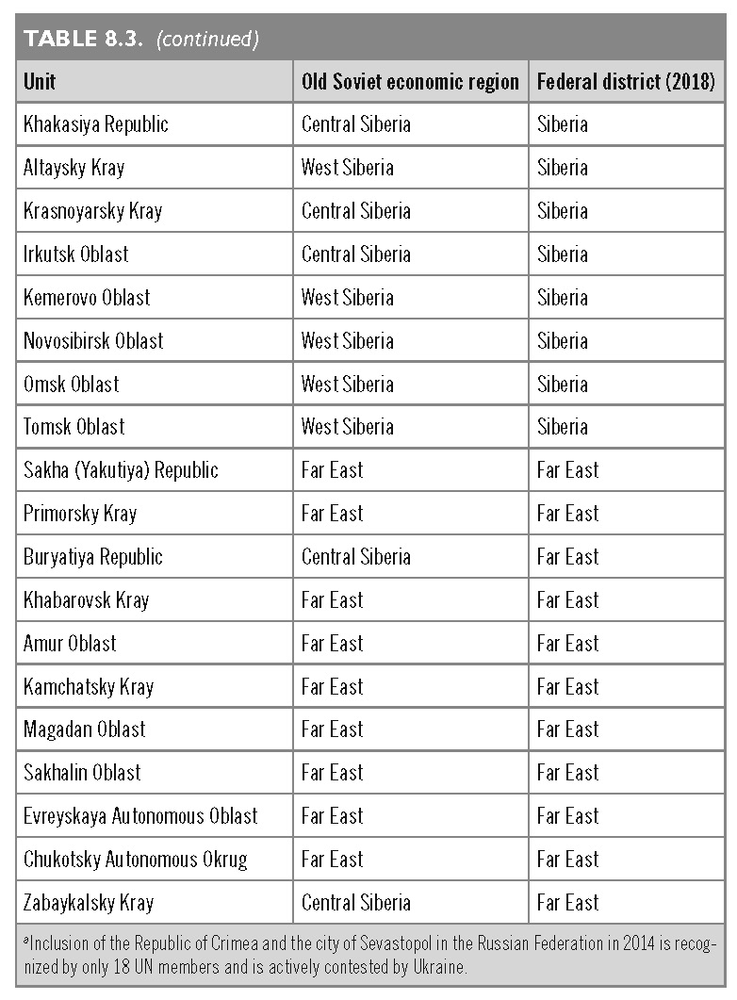 TABLE 8.3. (continued)
Unit Old Soviet economic region Federal district (2018)
Khakasiya Republic Central Siberia Siberia
Altaysky Kray West Siberia Siberia
Krasnoyarsky Kray Central Siberia Siberia
Irkutsk Oblast Central Siberia Siberia
Kemerovo Oblast West Siberia Siberia
Novosibirsk Oblast West Siberia Siberia
Omsk Oblast West Siberia Siberia
Tomsk Oblast West Siberia Siberia
Sakha (Yakutiya) Republic Far East Far East
Primorsky Kray Far East Far East
Buryatiya Republic Central Siberia Far East
Khabarovsk Kray Far East Far East
Amur Oblast Far East Far East
Kamchatsky Kray Far East Far East
Magadan Oblast Far East Far East
Sakhalin Oblast Far East Far East
Evreyskaya Autonomous Oblast Far East Far East
Chukotsky Autonomous Okrug Far East Far East
Zabaykalsky Kray Central Siberia Far East
aInclusion of the Republic of Crimea and the city of Sevastopol in the Russian Federation in 2014 is recog-
nized by only 18 UN members and is actively contested by Ukraine.